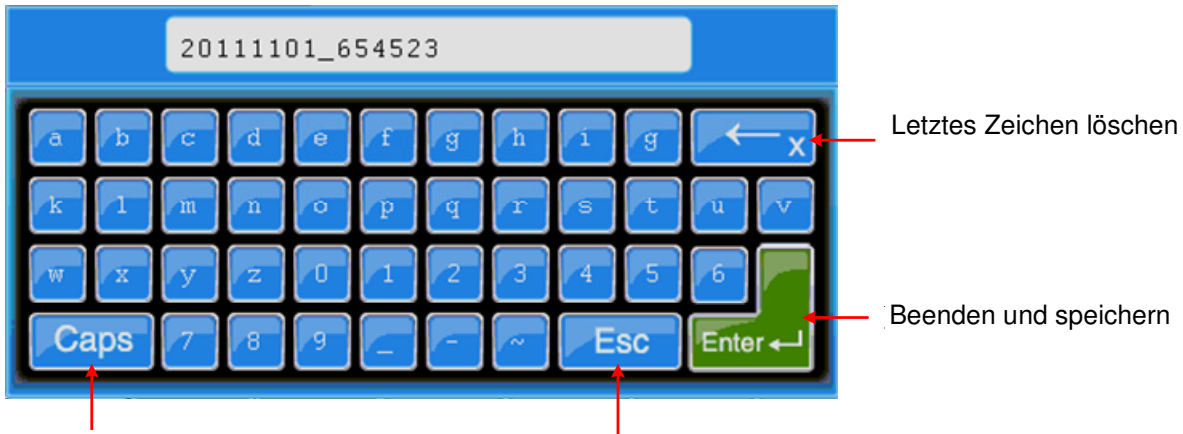 20111101_654523
a b c d e f g h i g ← x
Letztes Zeichen löschen
k l m n o p q r s t u v
w x y z 0 1 2 3 4 5 6
Beenden und speichern
Caps 7 8 9 _ - ~ Esc Enter